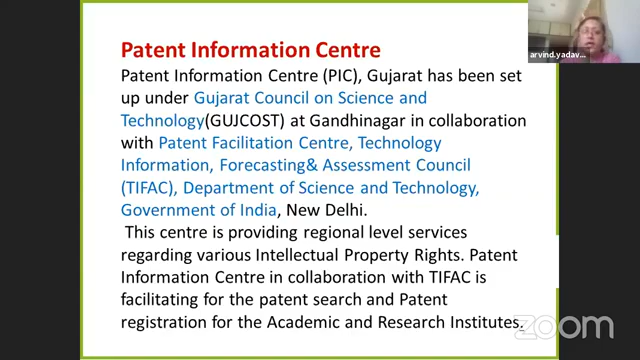 Patent Information Centre
Patent Information Centre (PIC), Gujarat has been set
up under Gujarat Council on Science and
Technology(GUJCOST) at Gandhinagar in collaboration
with Patent Facilitation Centre, Technology
Information, Forecasting& Assessment Council
(TIFAC), Department of Science and Technology,
Government of India, New Delhi.
This centre is providing regional level services
regarding various Intellectual Property Rights. Patent
Information Centre in collaboration with TIFAC is
facilitating for the patent search and Patent
registration for the Academic and Research Institutes.
arvind.yadav...
zoom